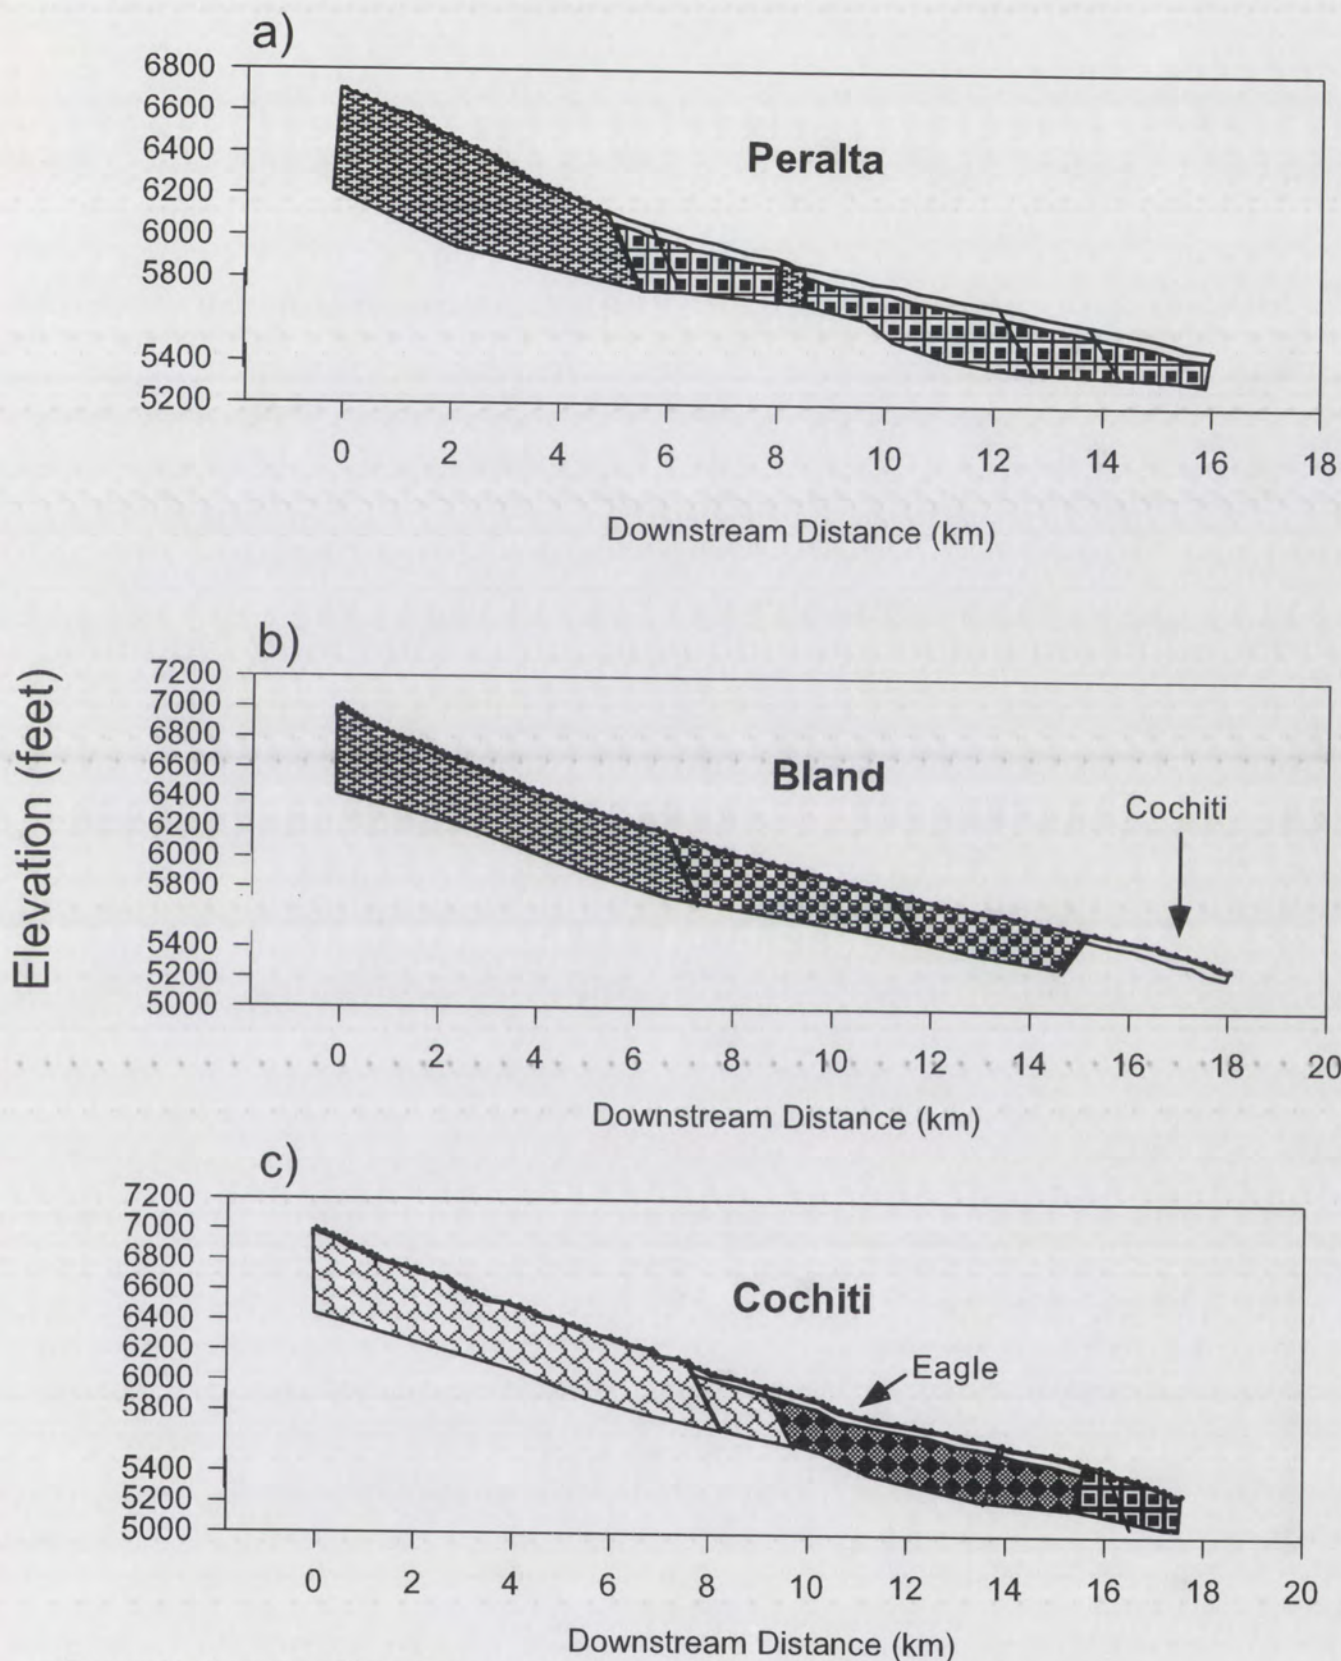 a)
6800
6600
6400
6200
6000
5800
5400
5200
Peralta
0 2 4 6 8 10 12 14 16 18
Downstream Distance (km)
Elevation (feet)
b)
7200
7000
6800
6600
6400
6200
6000
5800
5400
5200
5000
Bland
Cochiti
0 2 4 6 8 10 12 14 16 18 20
Downstream Distance (km)
c)
7200
7000
6800
6600
6400
6200
6000
5800
5400
5200
5000
Cochiti
Eagle
0 2 4 6 8 10 12 14 16 18 20
Downstream Distance (km)